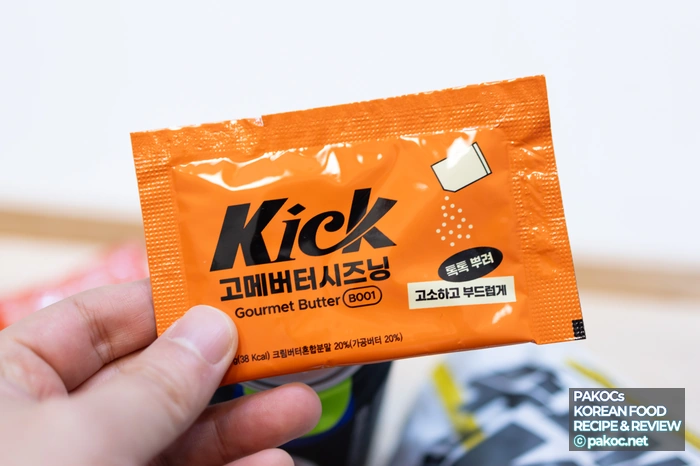 Kick
고메버터시즈닝
Gourmet Butter B001
톡톡 뿌려
고소하고 부드럽게
(38 Kcal) 크림버터혼합분말 20%(가공버터 20%)
PAKOCs
KOREAN FOOD
RECIPE & REVIEW
© pakoc.net